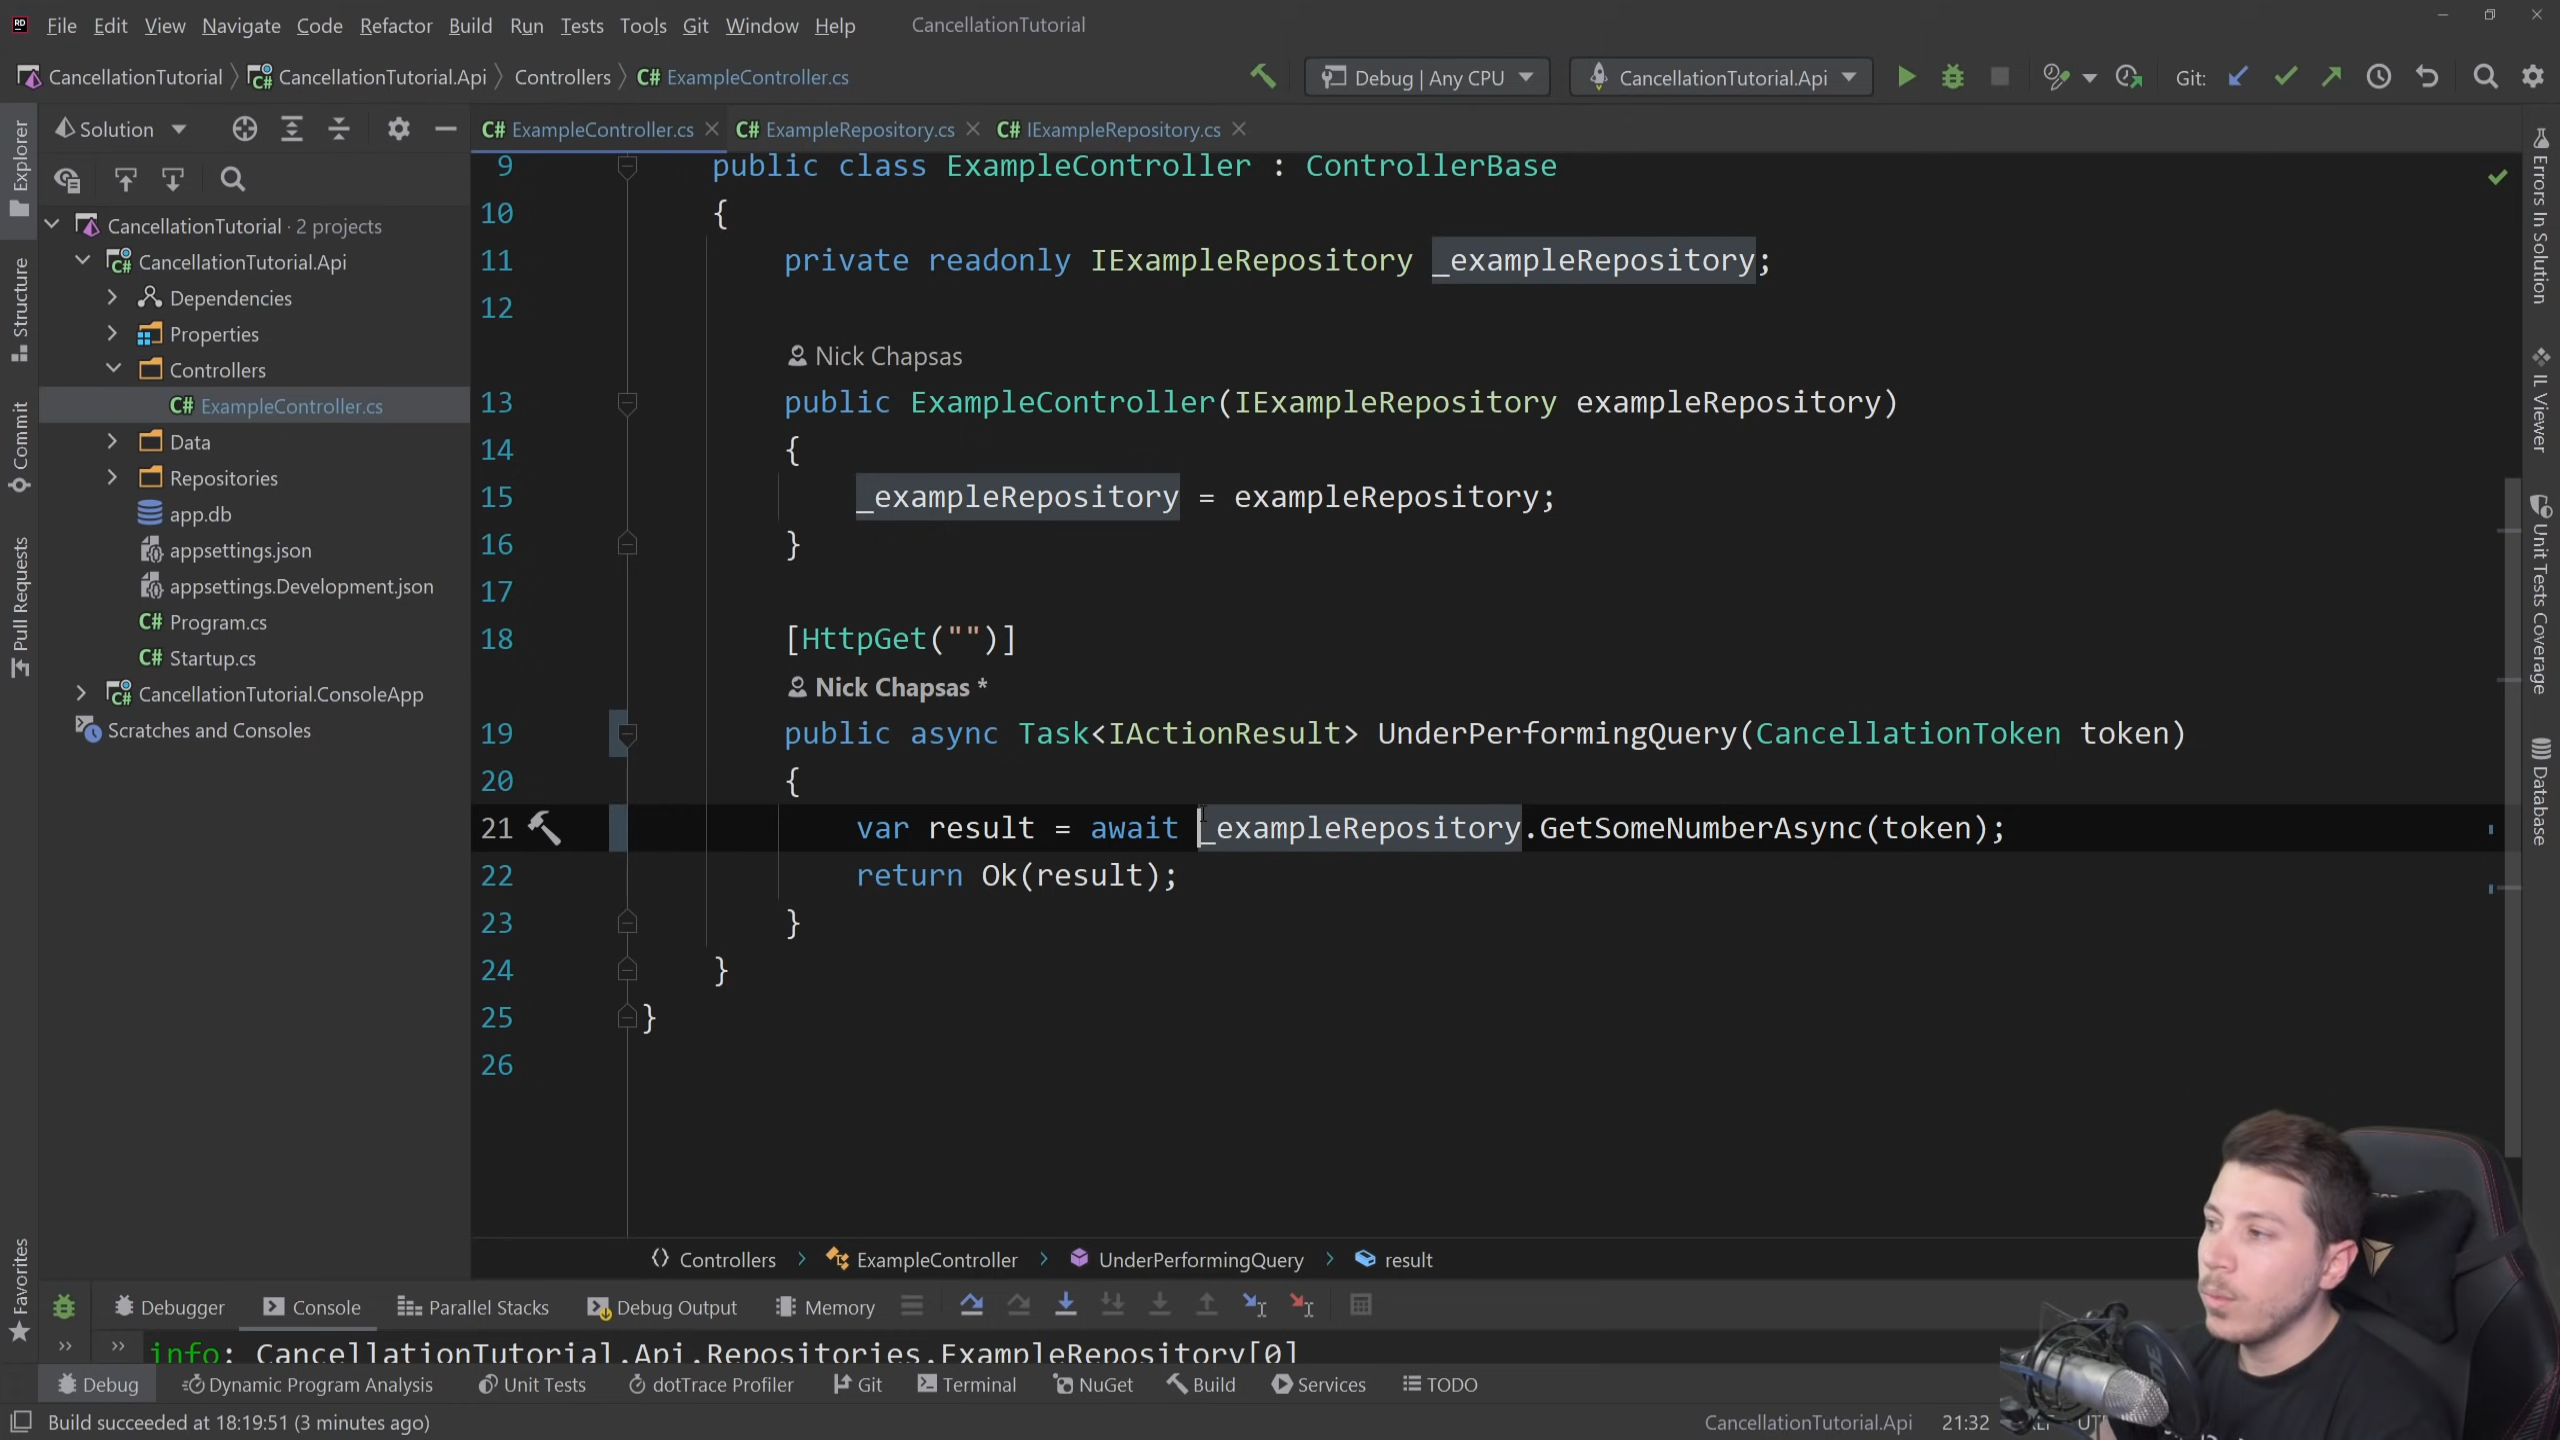 File Edit View Navigate Code Refactor Build Run Tests Tools Git Window Help CancellationTutorial
CancellationTutorial CancellationTutorial.Api Controllers C# ExampleController.cs Debug | Any CPU CancellationTutorial.Api Git:
Solution
C# ExampleController.cs C# ExampleRepository.cs C# IExampleRepository.cs
Explorer
Structure
Commit
Pull Requests
Favorites
CancellationTutorial · 2 projects
CancellationTutorial.Api
Dependencies
Properties
Controllers
C# ExampleController.cs
Data
Repositories
app.db
appsettings.json
appsettings.Development.json
C# Program.cs
C# Startup.cs
CancellationTutorial.ConsoleApp
Scratches and Consoles
9 public class ExampleController : ControllerBase
10 {
11 private readonly IExampleRepository _exampleRepository;
12
Nick Chapsas
13 public ExampleController(IExampleRepository exampleRepository)
14 {
15 _exampleRepository = exampleRepository;
16 }
17
18 [HttpGet("")]
Nick Chapsas *
19 public async Task<IActionResult> UnderPerformingQuery(CancellationToken token)
20 {
21 var result = await _exampleRepository.GetSomeNumberAsync(token);
22 return Ok(result);
23 }
24 }
25 }
26
Errors In Solution
IL Viewer
Unit Tests Coverage
Database
Controllers ExampleController UnderPerformingQuery result
Debugger Console Parallel Stacks Debug Output Memory
info: CancellationTutorial.Api.Repositories.ExampleRepository[0]
Debug Dynamic Program Analysis Unit Tests dotTrace Profiler Git Terminal NuGet Build Services TODO
Build succeeded at 18:19:51 (3 minutes ago) CancellationTutorial.Api 21:32